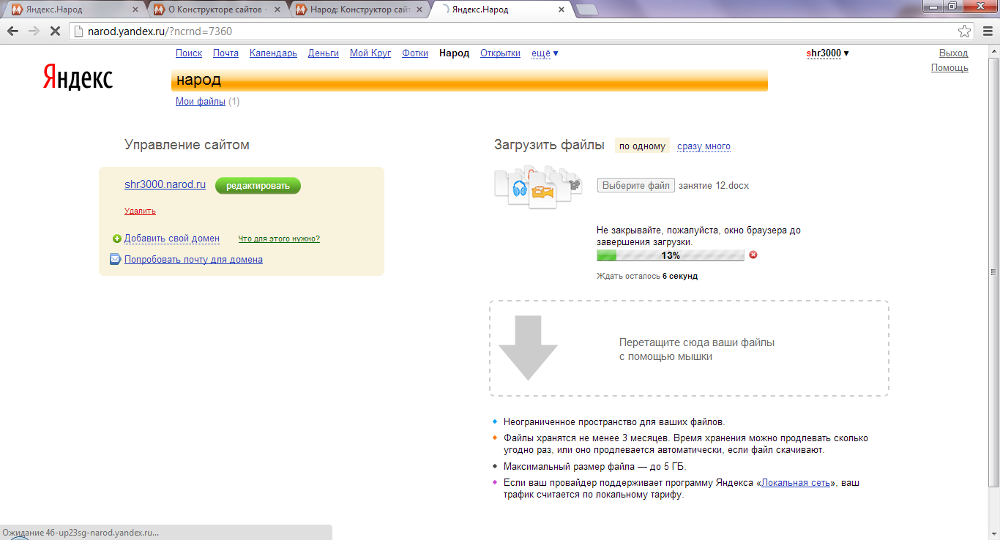 Яндекс.Народ
О Конструкторе сайтов -
Народ: Конструктор сайт
Яндекс.Народ
narod.yandex.ru/?ncrnd=7360
Поиск Почта Календарь Деньги Мой Круг Фотки Народ Открытки ещё ▼ shr3000 ▼ Выход
Помощь
Яндекс
народ
Мои файлы (1)
Управление сайтом
shr3000.narod.ru редактировать
Удалить
Добавить свой домен Что для этого нужно?
Попробовать почту для домена
Загрузить файлы по одному сразу много
Выберите файл занятие 12.docx
Не закрывайте, пожалуйста, окно браузера до
завершения загрузки.
13%
Ждать осталось 6 секунд
Перетащите сюда ваши файлы
с помощью мышки
Неограниченное пространство для ваших файлов.
Файлы хранятся не менее 3 месяцев. Время хранения можно продлевать сколько
угодно раз, или оно продлевается автоматически, если файл скачивают.
Максимальный размер файла — до 5 ГБ.
Если ваш провайдер поддерживает программу Яндекса «Локальная сеть», ваш
трафик считается по локальному тарифу.
Ожидание 46-up23sg-narod.yandex.ru...